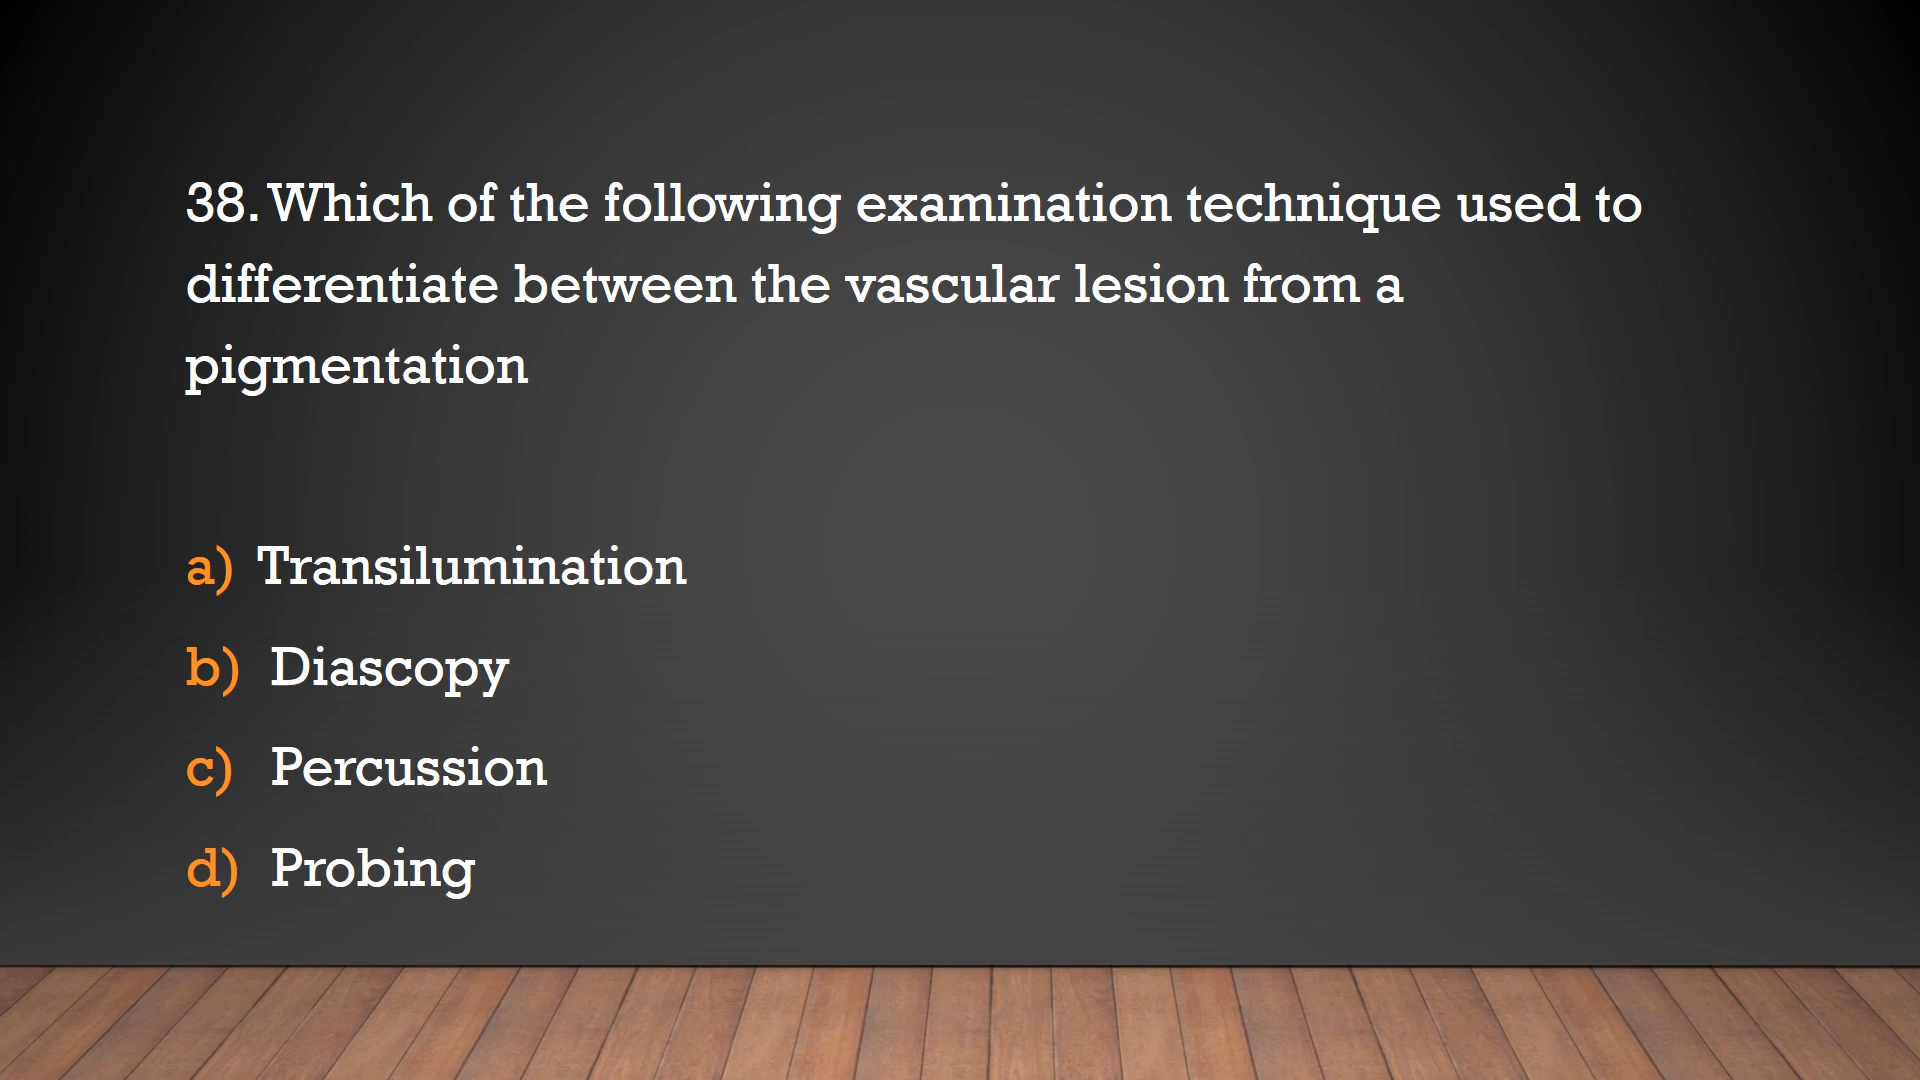 38. Which of the following examination technique used to
differentiate between the vascular lesion from a
pigmentation
a) Transilumination
b) Diascopy
c) Percussion
d) Probing